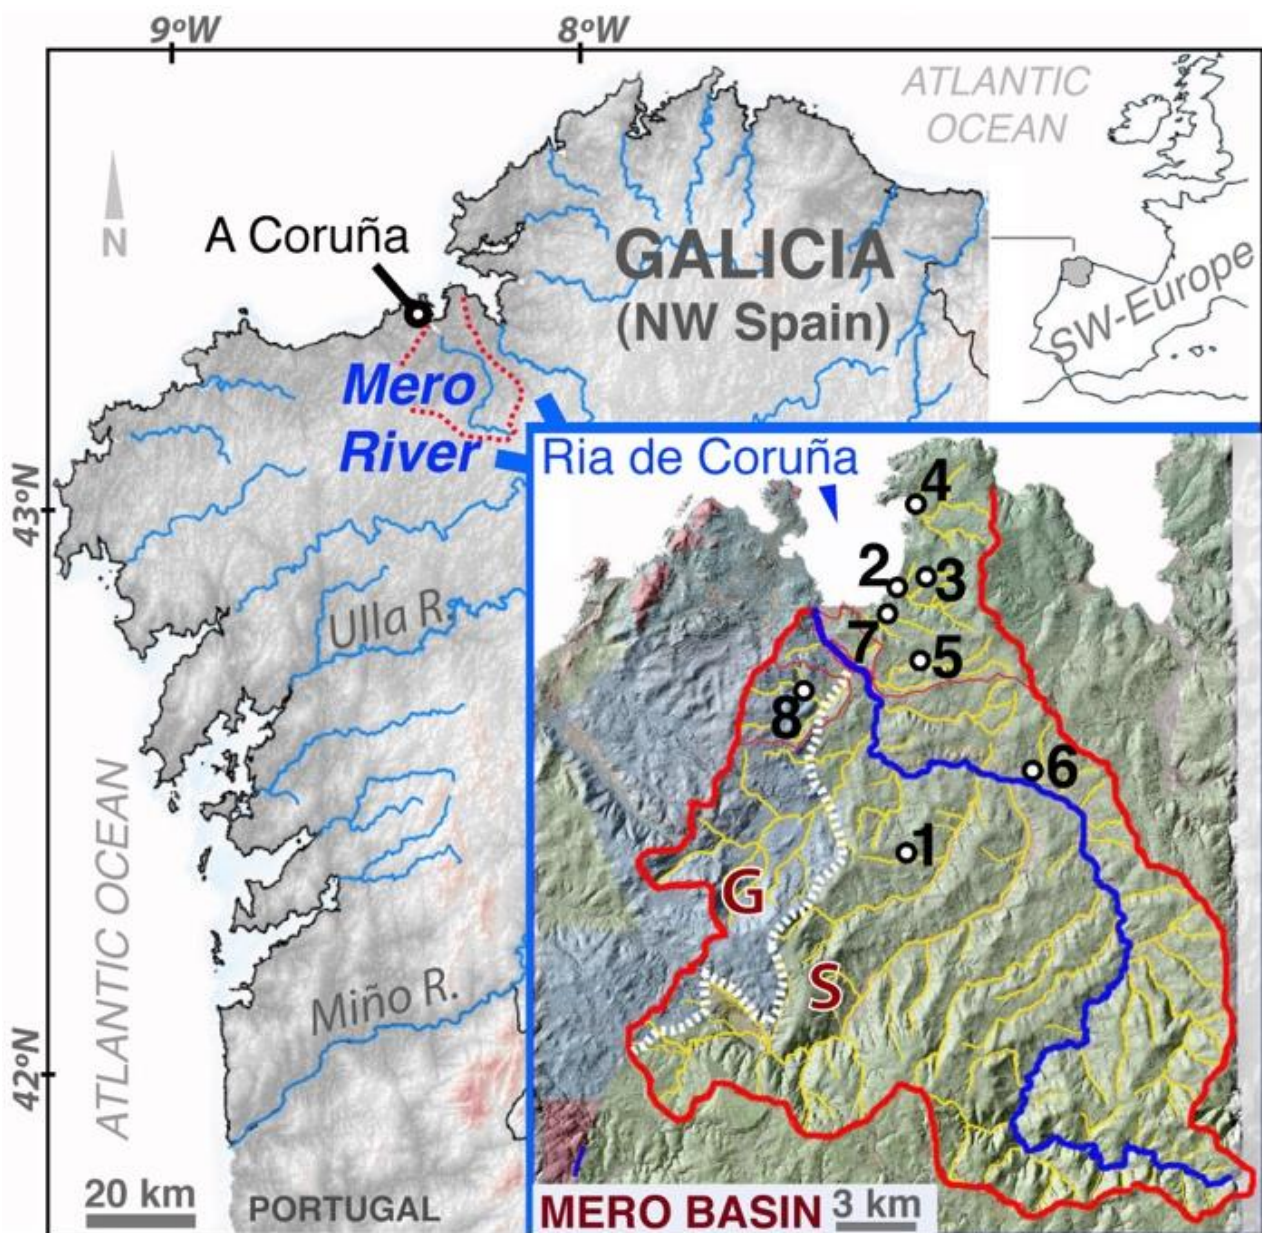 9ºW
8ºW
ATLANTIC
OCEAN
N
A Coruña
GALICIA
(NW Spain)
SW-Europe
Mero
River
43ºN
Ria de Coruña
4
2
3
7
5
8
6
1
G
S
Ulla R.
Miño R.
ATLANTIC OCEAN
42ºN
20 km
PORTUGAL
MERO BASIN
3 km